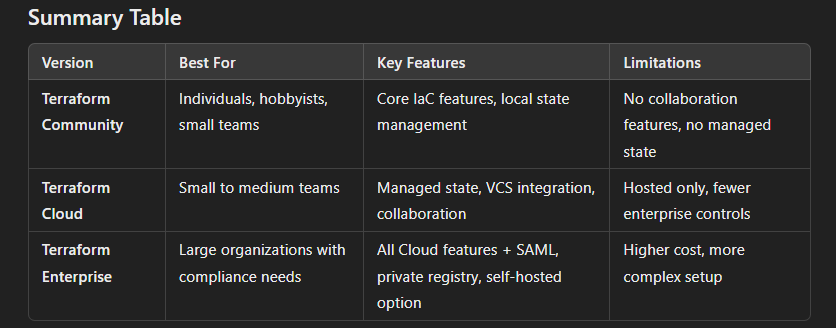 Summary Table
Version Best For Key Features Limitations
Terraform Individuals, hobbyists, Core IaC features, local state No collaboration
Community small teams management features, no managed
state
Terraform Small to medium teams Managed state, VCS integration, Hosted only, fewer
Cloud collaboration enterprise controls
Terraform Large organizations with All Cloud features + SAML, Higher cost, more
Enterprise compliance needs private registry, self-hosted complex setup
option